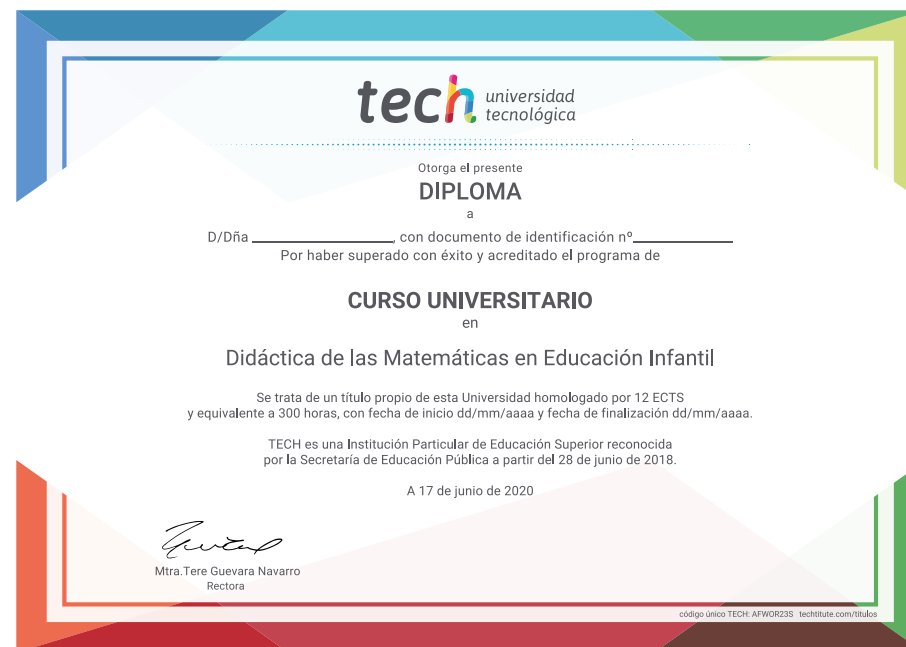 tech universidad
tecnológica
Otorga el presente
DIPLOMA
a
D/Dña ____________________, con documento de identificación nº______________
Por haber superado con éxito y acreditado el programa de
CURSO UNIVERSITARIO
en
Didáctica de las Matemáticas en Educación Infantil
Se trata de un título propio de esta Universidad homologado por 12 ECTS
y equivalente a 300 horas, con fecha de inicio dd/mm/aaaa y fecha de finalización dd/mm/aaaa.
TECH es una Institución Particular de Educación Superior reconocida
por la Secretaría de Educación Pública a partir del 28 de junio de 2018.
A 17 de junio de 2020
Mtra.Tere Guevara Navarro
Rectora
código único TECH: AFWOR23S techtitute.com/titulos